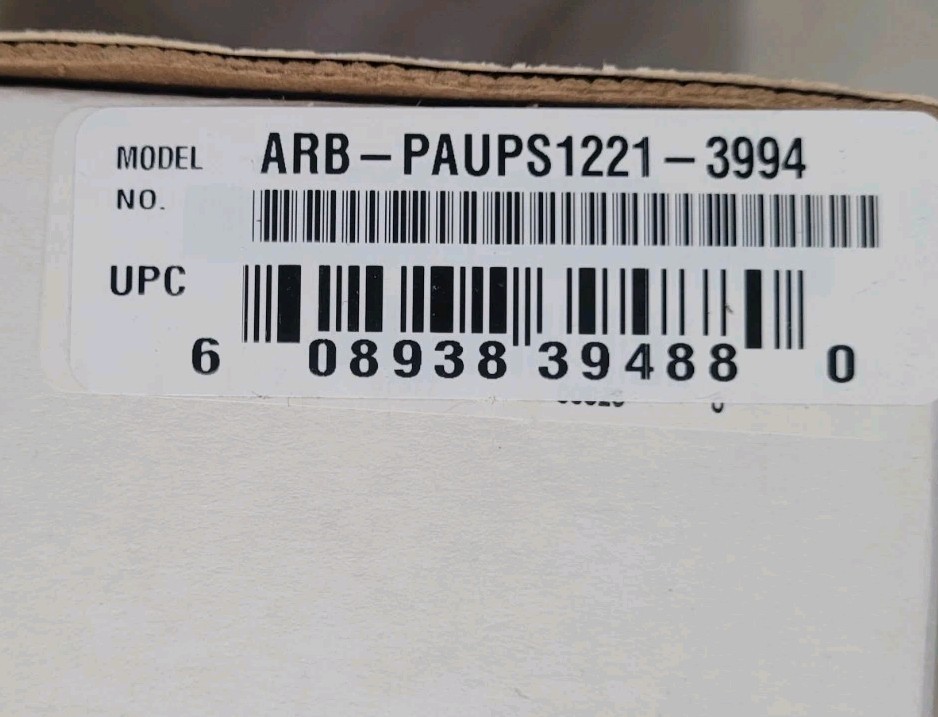 MODEL ARB-PAUPS1221-3994
NO.
UPC
6 08938 39488 0